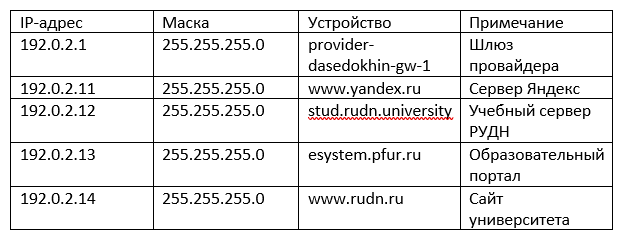 IP-адрес Маска Устройство Примечание
192.0.2.1 255.255.255.0 provider- Шлюз
dasedokhin-gw-1 провайдера
192.0.2.11 255.255.255.0 www.yandex.ru Сервер Яндекс
192.0.2.12 255.255.255.0 stud.rudn.university Учебный сервер
РУДН
192.0.2.13 255.255.255.0 esystem.pfur.ru Образовательный
портал
192.0.2.14 255.255.255.0 www.rudn.ru Сайт
университета